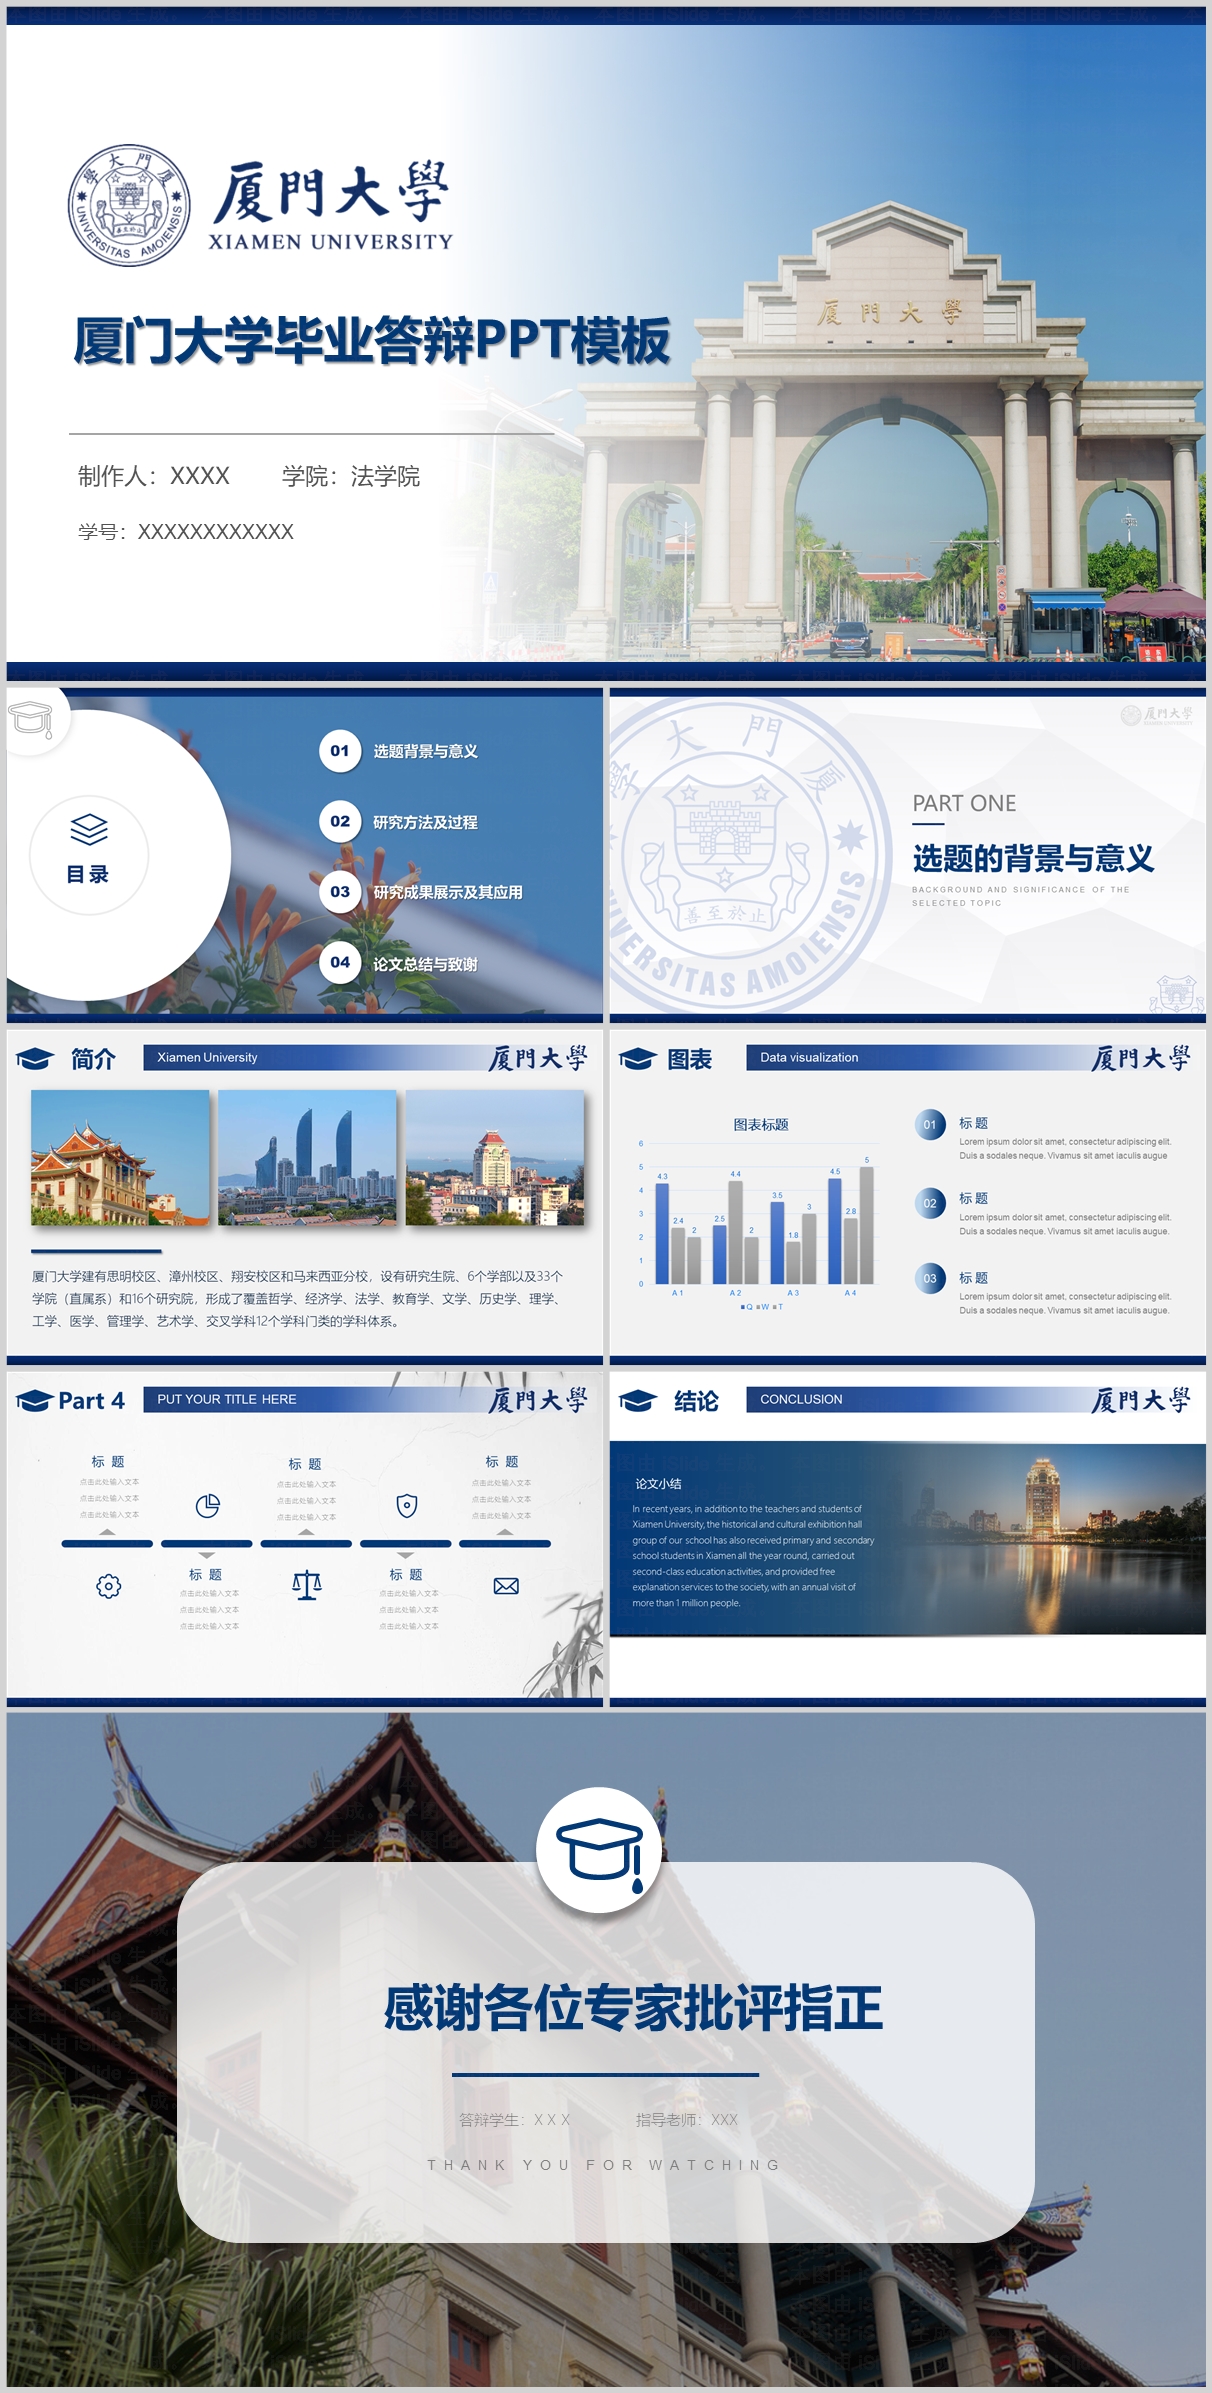 學大門廈
UNIVERSITAS AMOIENSIS
廈門大學
XIAMEN UNIVERSITY
厦门大学毕业答辩PPT模板
制作人：XXXX 学院：法学院
学号：XXXXXXXXXXXX
廈門大學
目录
01 选题背景与意义
02 研究方法及过程
03 研究成果展示及其应用
04 论文总结与致谢
學大門廈
善至於止
UNIVERSITAS AMOIENSIS
廈門大學
PART ONE
选题的背景与意义
BACKGROUND AND SIGNIFICANCE OF THE
SELECTED TOPIC
简介
Xiamen University
廈門大學
厦门大学建有思明校区、漳州校区、翔安校区和马来西亚分校，设有研究生院、6个学部以及33个
学院（直属系）和16个研究院，形成了覆盖哲学、经济学、法学、教育学、文学、历史学、理学、
工学、医学、管理学、艺术学、交叉学科12个学科门类的学科体系。
图表
Data visualization
廈門大學
图表标题
6
5
4
3
2
1
0
4.3 2.4 2
2.5 4.4 2
3.5 1.8 3
4.5 2.8 5
A 1 A 2 A 3 A 4
Q W T
01 标 题
Lorem ipsum dolor sit amet, consectetur adipiscing elit.
Duis a sodales neque. Vivamus sit amet iaculis augue
02 标 题
Lorem ipsum dolor sit amet, consectetur adipiscing elit.
Duis a sodales neque. Vivamus sit amet iaculis augue.
03 标 题
Lorem ipsum dolor sit amet, consectetur adipiscing elit.
Duis a sodales neque. Vivamus sit amet iaculis augue.
Part 4
PUT YOUR TITLE HERE
廈門大學
标 题
点击此处输入文本
点击此处输入文本
点击此处输入文本
标 题
点击此处输入文本
点击此处输入文本
点击此处输入文本
标 题
点击此处输入文本
点击此处输入文本
点击此处输入文本
标 题
点击此处输入文本
点击此处输入文本
点击此处输入文本
标 题
点击此处输入文本
点击此处输入文本
点击此处输入文本
结论
CONCLUSION
廈門大學
论文小结
In recent years, in addition to the teachers and students of
Xiamen University, the historical and cultural exhibition hall
group of our school has also received primary and secondary
school students in Xiamen all the year round, carried out
second-class education activities, and provided free
explanation services to the society, with an annual visit of
more than 1 million people.
感谢各位专家批评指正
答辩学生：X X X 指导老师：XXX
THANK YOU FOR WATCHING